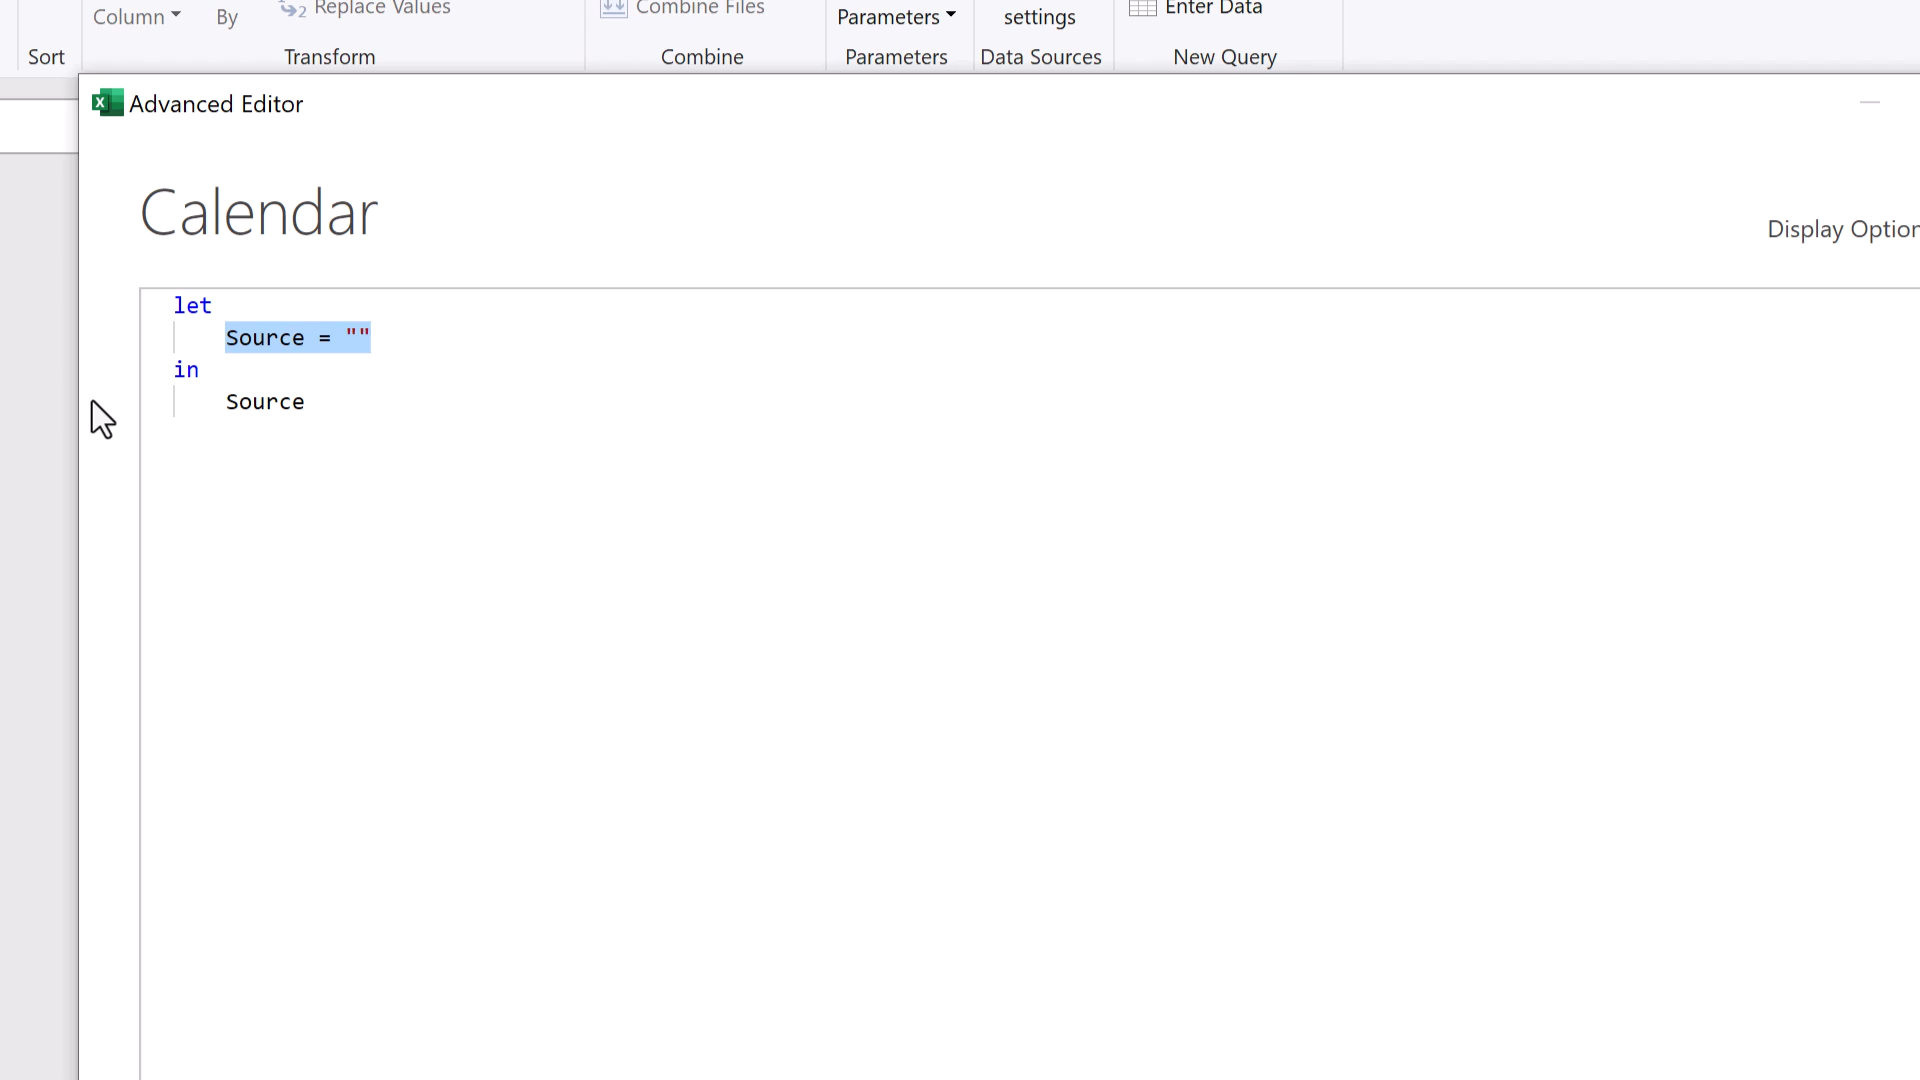 Column By Replace Values Combine Files Parameters settings Enter Data
Sort Transform Combine Parameters Data Sources New Query
Advanced Editor
Calendar
Display Option
let
Source = ""
in
Source